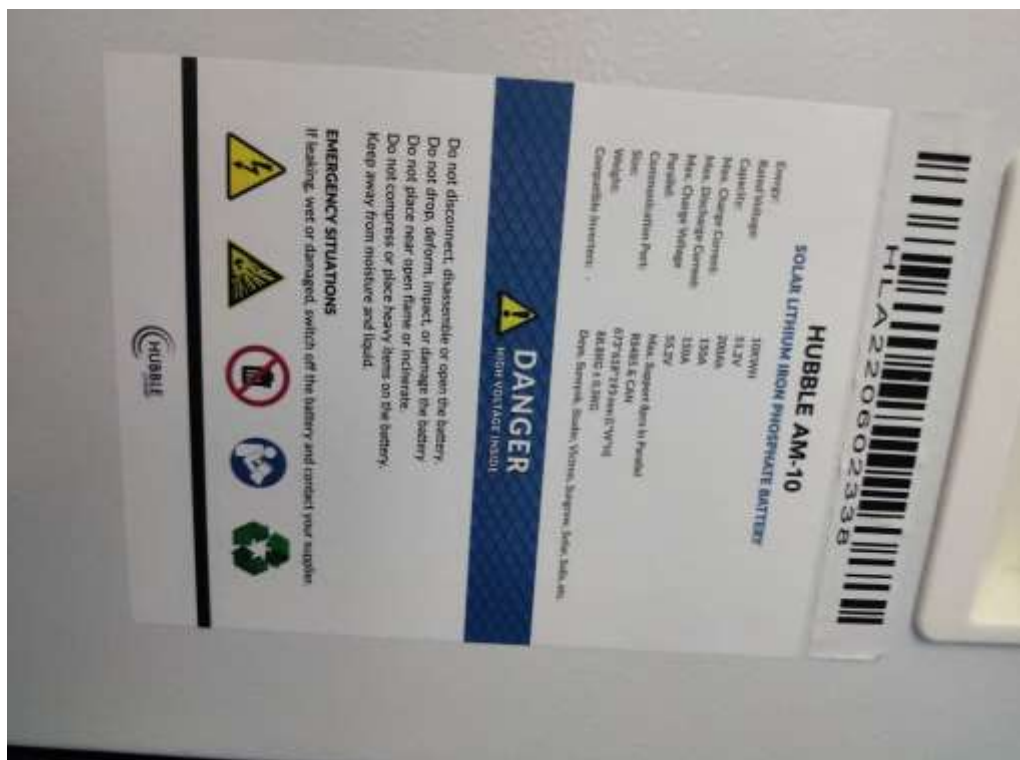 HLA220602338
HUBBLE AM-10
SOLAR LITHIUM IRON PHOSPHATE BATTERY
Energy: 10KWH
Rated Voltage: 51.2V
Capacity: 200Ah
Max. Charge Current: 150A
Max. Discharge Current: 150A
Max. Charge Voltage 55.2V
Parallel: Max. Support 8pcs in Parallel
Communication Port: RS485 & CAN
Size:
Weight: 88.8KG ± 0.5KG
Compatible Inverters: - Deye, Sunsynk, Victron, Sungrow, Solis, etc.
DANGER
HIGH VOLTAGE INSIDE
Do not disconnect, disassemble or open the battery.
Do not drop, deform, impact, or damage the battery
Do not place near open flame or incinerate.
Do not compress or place heavy items on the battery.
Keep away from moisture and liquid.
EMERGENCY SITUATIONS
If leaking, wet or damaged, switch off the battery and contact your supplier.
HUBBLE